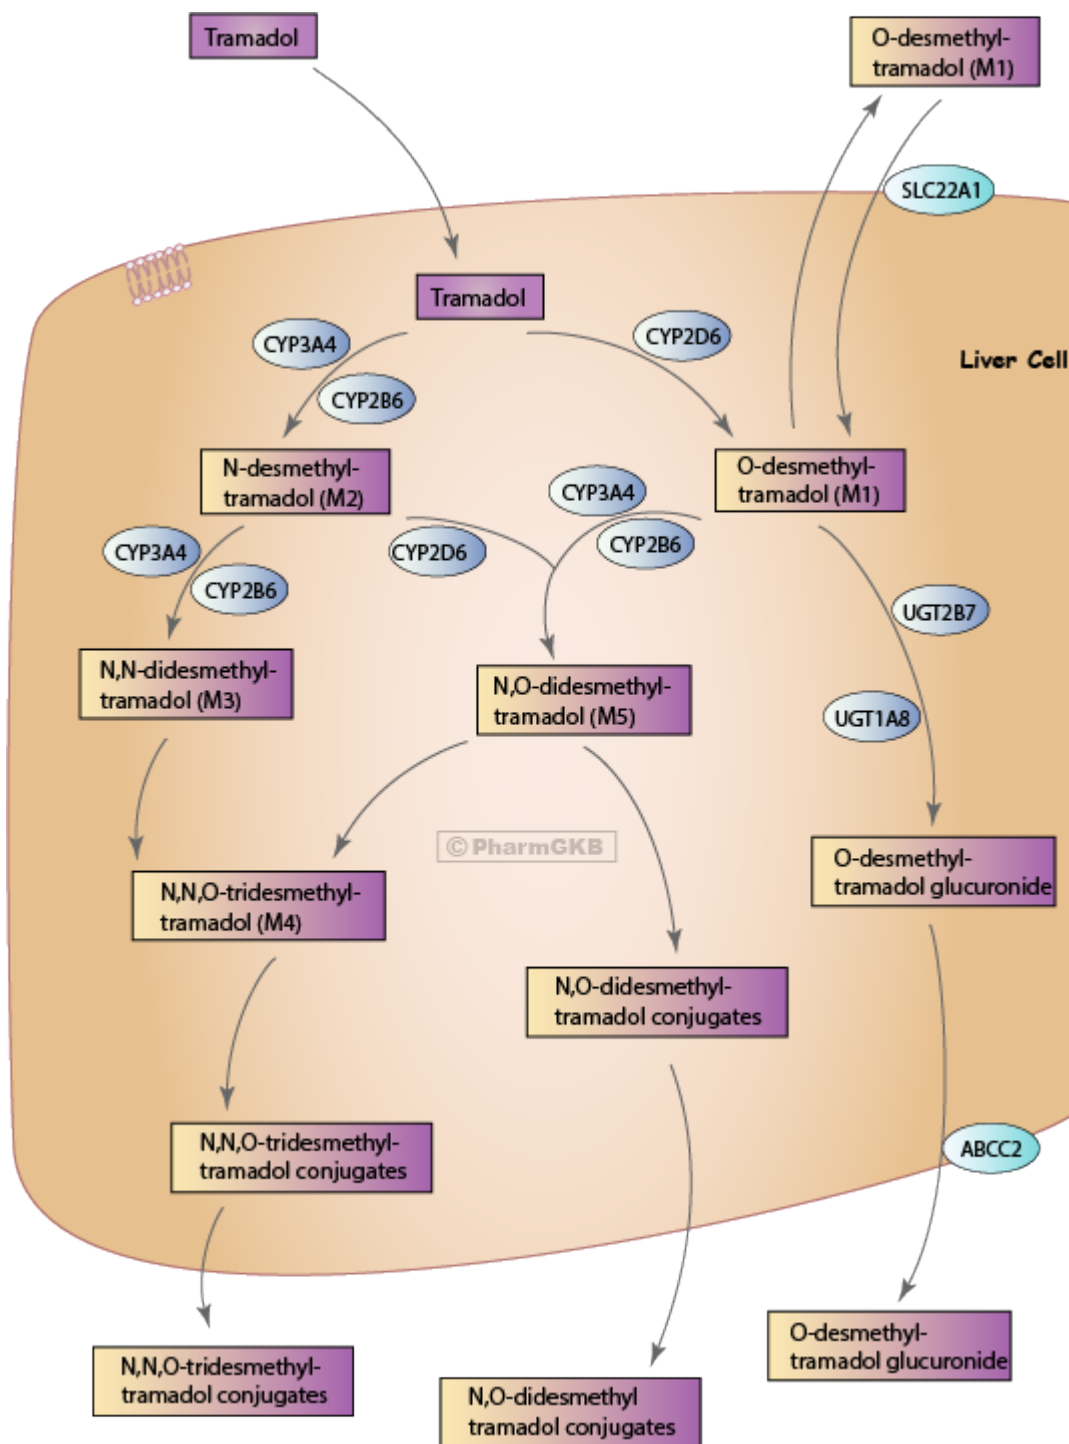 Tramadol
O-desmethyl-
tramadol (M1)
SLC22A1
Tramadol
CYP3A4
CYP2D6
Liver Cell
CYP2B6
N-desmethyl-
tramadol (M2)
O-desmethyl-
tramadol (M1)
CYP3A4
CYP2B6
CYP2D6
CYP3A4
CYP2B6
UGT2B7
N,N-didesmethyl-
tramadol (M3)
N,O-didesmethyl-
tramadol (M5)
UGT1A8
© PharmGKB
O-desmethyl-
tramadol glucuronide
N,N,O-tridesmethyl-
tramadol (M4)
N,O-didesmethyl-
tramadol conjugates
N,N,O-tridesmethyl-
tramadol conjugates
ABCC2
O-desmethyl-
tramadol glucuronide
N,N,O-tridesmethyl-
tramadol conjugates
N,O-didesmethyl
tramadol conjugates